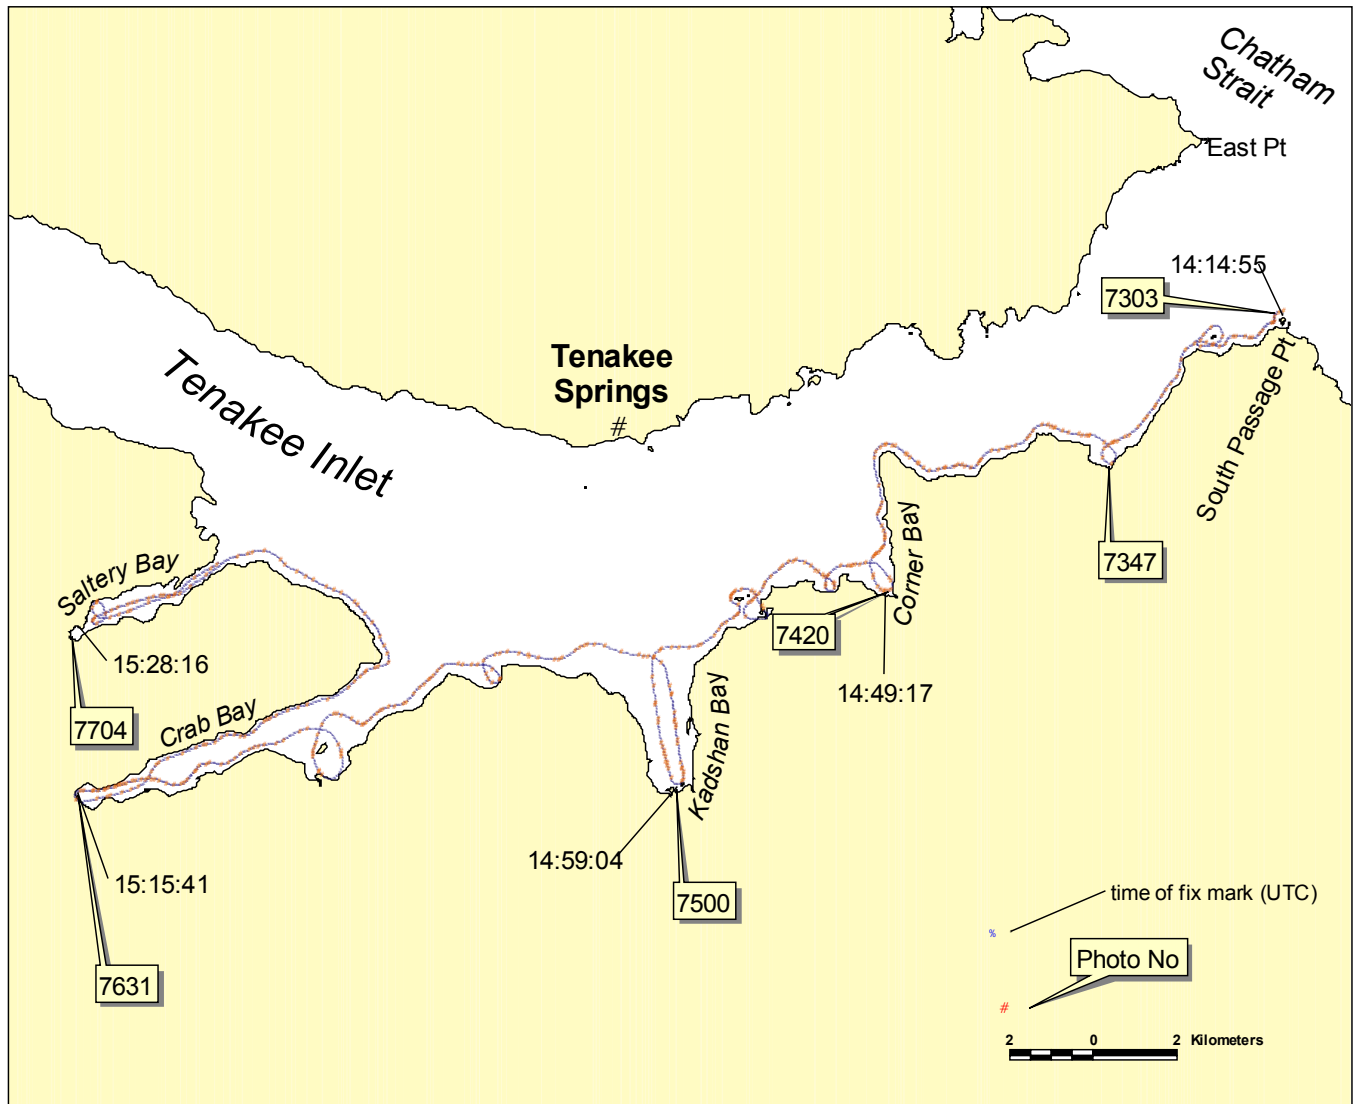 Chatham
Strait
East Pt
14:14:55
7303
Tenakee
Springs
#
Tenakee Inlet
South Passage Pt
7347
Corner Bay
Saltery Bay
7420
15:28:16
14:49:17
7704
Crab Bay
Kadshan Bay
14:59:04
15:15:41
7500
time of fix mark (UTC)
%
7631
Photo No
#
2 0 2 Kilometers